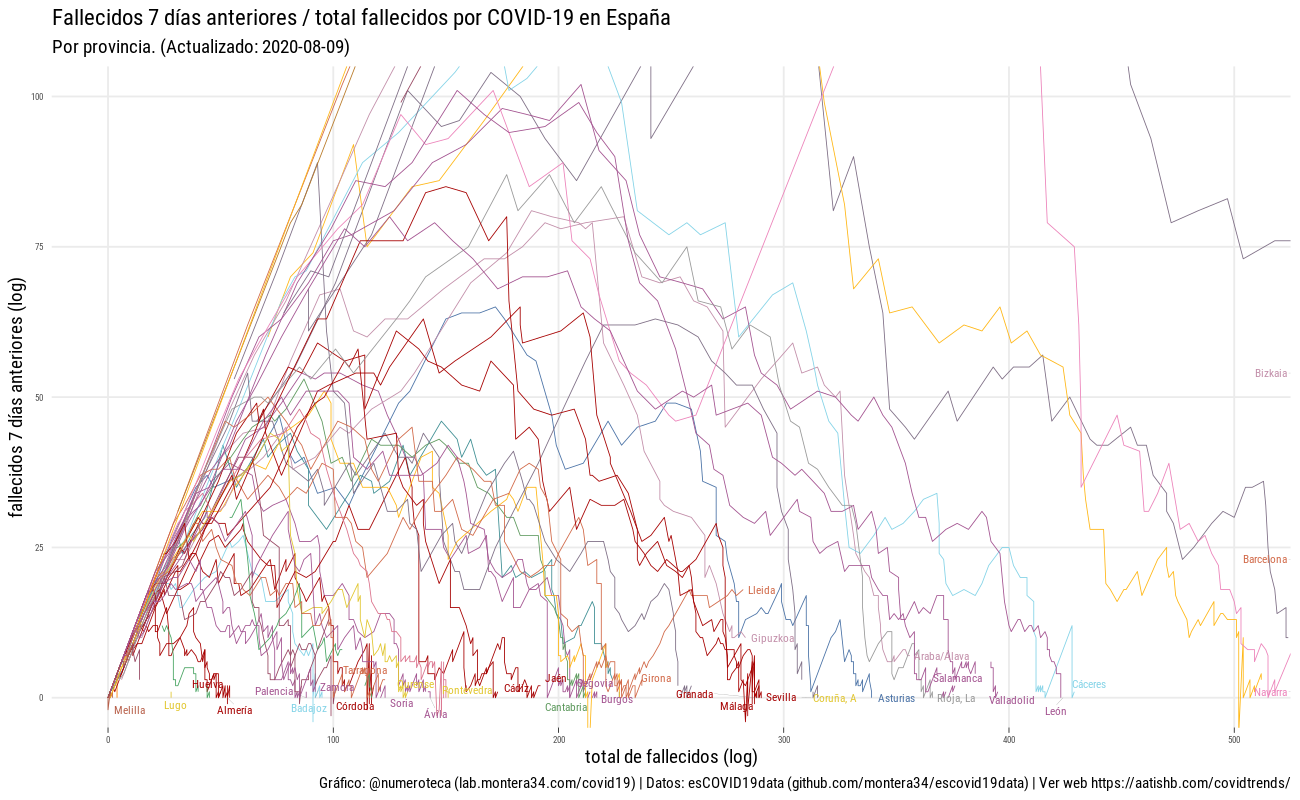 Fallecidos 7 días anteriores / total fallecidos por COVID-19 en España
Por provincia. (Actualizado: 2020-08-09)
fallecidos 7 días anteriores (log)
100
75
50
25
0
Bizkaia
Barcelona
Lleida
Gipuzkoa
Araba/Álava
Tarragona
Salamanca
Girona
Jaén
Segovia
Cáceres
Huelva
Palencia
Zamora
Ourense
Pontevedra
Cádiz
Granada
Navarra
Melilla
Lugo
Almería
Badajoz
Córdoba
Soria
Ávila
Cantabria
Burgos
Málaga
Sevilla
Coruña, A
Asturias
Rioja, La
Valladolid
León
0
100
200
300
400
500
total de fallecidos (log)
Gráfico: @numeroteca (lab.montera34.com/covid19) | Datos: esCOVID19data (github.com/montera34/escovid19data) | Ver web https://aatishb.com/covidtrends/